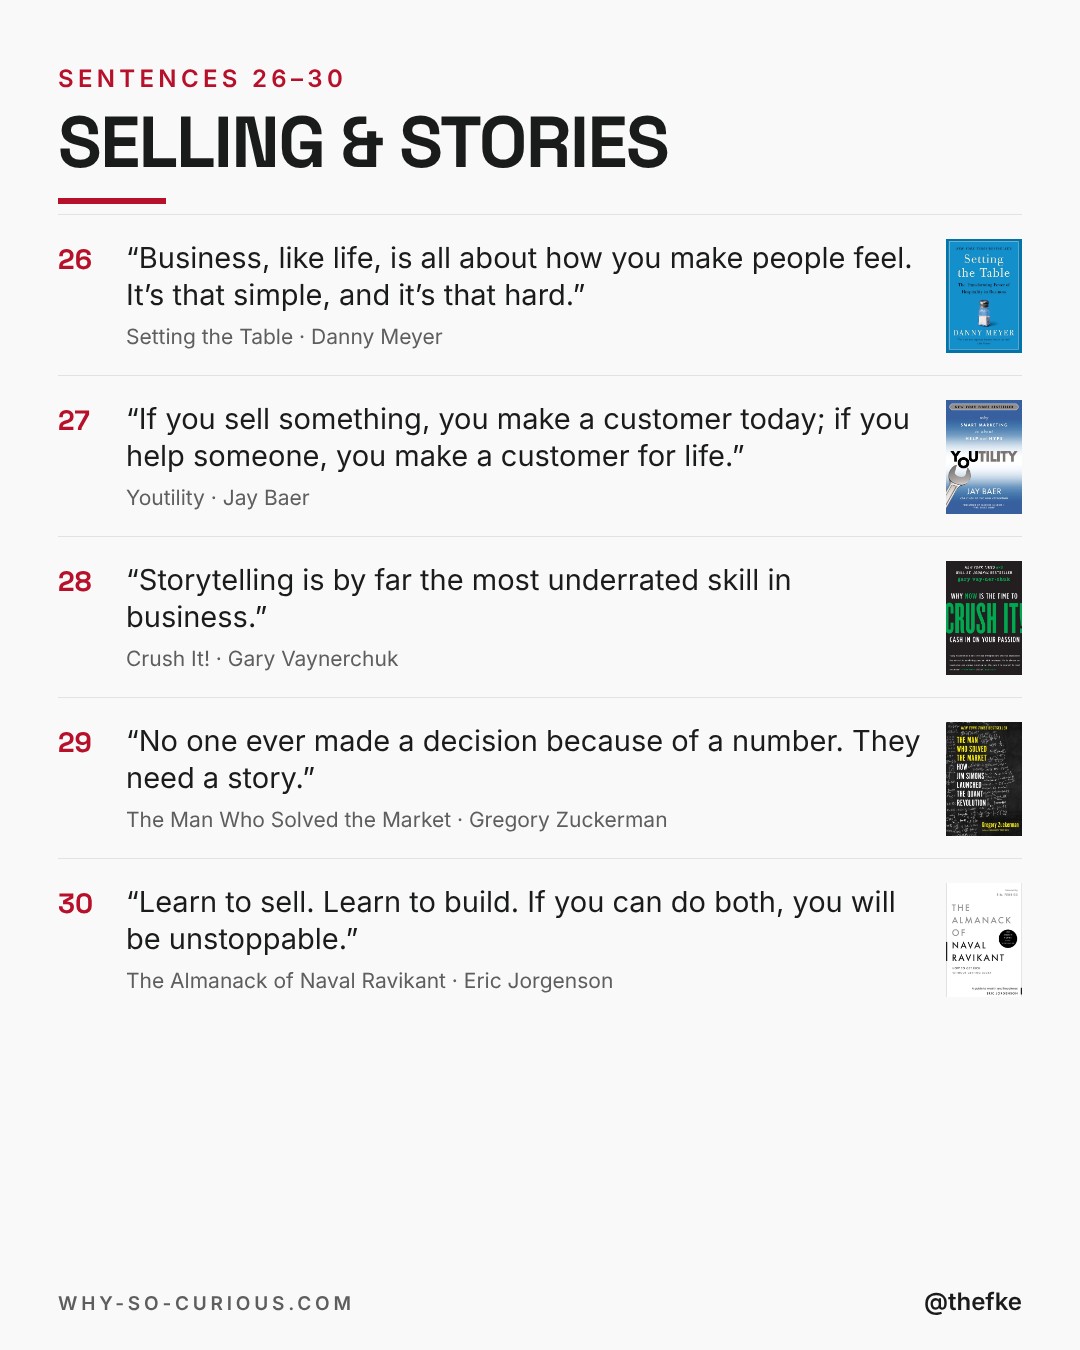 SENTENCES 26–30
SELLING & STORIES
26
“Business, like life, is all about how you make people feel.
It’s that simple, and it’s that hard.”
Setting the Table · Danny Meyer
Setting
the Table
DANNY MEYER
27
“If you sell something, you make a customer today; if you
help someone, you make a customer for life.”
Youtility · Jay Baer
SMART MARKETING
YOUTILITY
JAY BAER
28
“Storytelling is by far the most underrated skill in
business.”
Crush It! · Gary Vaynerchuk
gary vay·ner·chuk
WHY NOW IS THE TIME TO
CRUSH IT!
CASH IN ON YOUR PASSION
29
“No one ever made a decision because of a number. They
need a story.”
The Man Who Solved the Market · Gregory Zuckerman
THE MAN
WHO SOLVED
THE MARKET
HOW
JIM SIMONS
LAUNCHED
THE QUANT
REVOLUTION
Gregory Zuckerman
30
“Learn to sell. Learn to build. If you can do both, you will
be unstoppable.”
The Almanack of Naval Ravikant · Eric Jorgenson
THE
ALMANACK
OF
NAVAL
RAVIKANT
ERIC JORGENSON
WHY-SO-CURIOUS.COM
@thefke